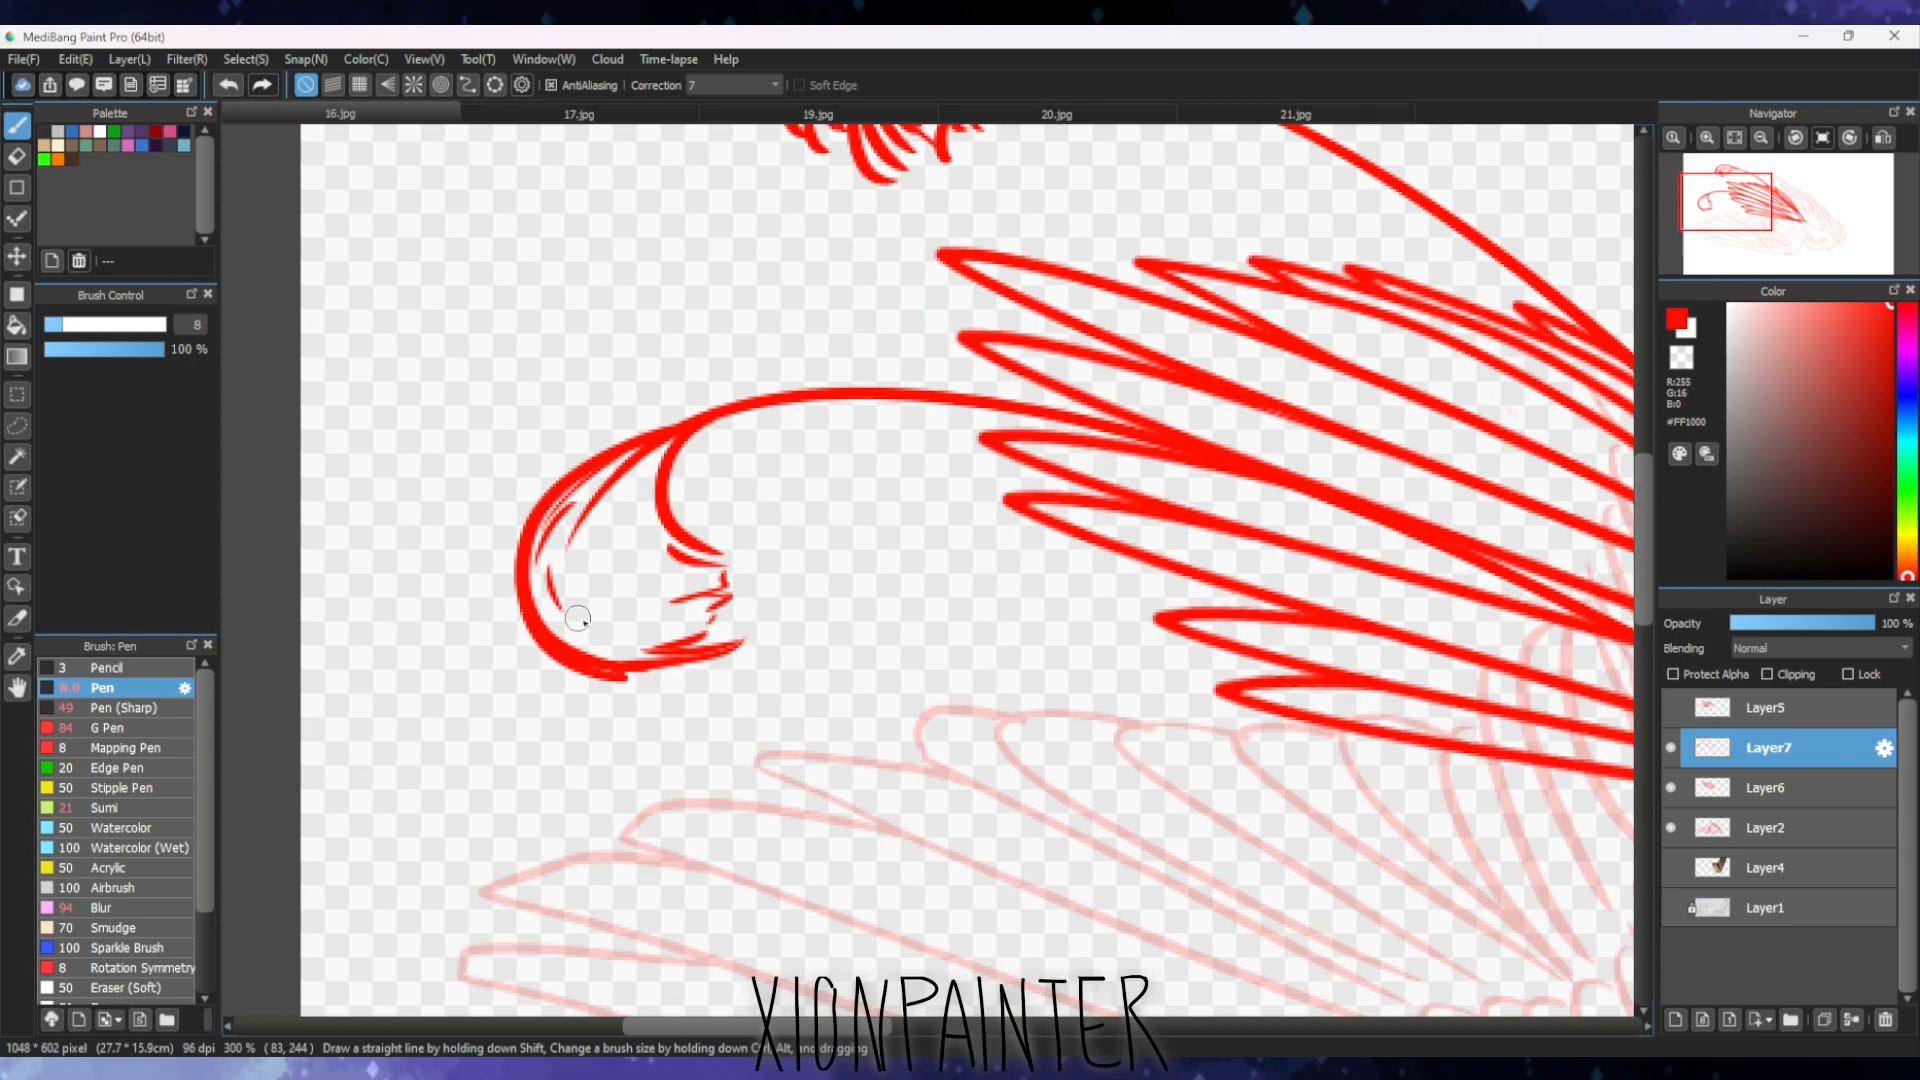 MediBang Paint Pro (64bit)
File(F) Edit(E) Layer(L) Filter(R) Select(S) Snap(N) Color(C) View(V) Tool(T) Window(W) Cloud Time-lapse Help
AntiAliasing Correction 7 Soft Edge
Palette
16.jpg 17.jpg 19.jpg 20.jpg 21.jpg
Navigator
---
Brush Control
8
100 %
Color
R:255
G:16
B:0
#FF1000
Brush: Pen
3 Pencil
8.0 Pen
49 Pen (Sharp)
84 G Pen
8 Mapping Pen
20 Edge Pen
50 Stipple Pen
21 Sumi
50 Watercolor
100 Watercolor (Wet)
50 Acrylic
100 Airbrush
94 Blur
70 Smudge
100 Sparkle Brush
8 Rotation Symmetry
50 Eraser (Soft)
Layer
Opacity 100 %
Blending Normal
Protect Alpha Clipping Lock
Layer5
Layer7
Layer6
Layer2
Layer4
Layer1
XIONPAINTER
1048 * 602 pixel (27.7 * 15.9cm) 96 dpi 300 % ( 83, 244 ) Draw a straight line by holding down Shift, Change a brush size by holding down Ctrl, Alt, and dragging